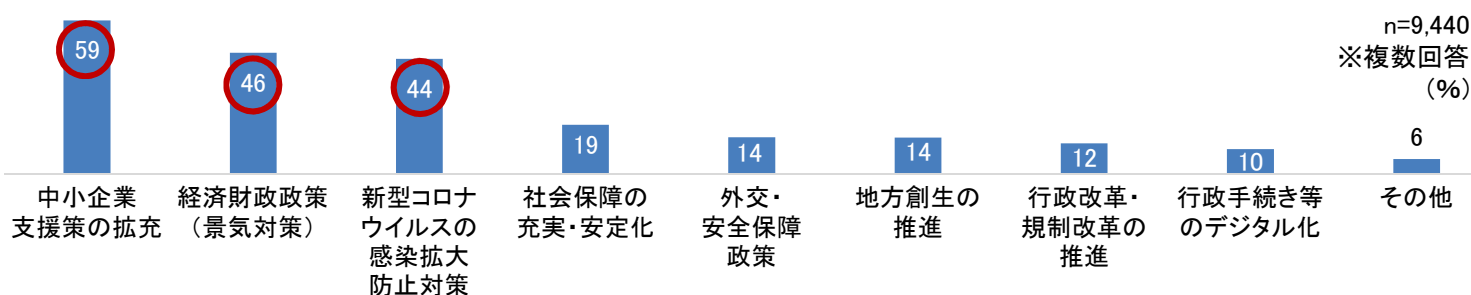 n=9,440
※複数回答
(%)
59
46
44
19
14
14
12
10
6
中小企業
支援策の拡充
経済財政政策
(景気対策)
新型コロナ
ウイルスの
感染拡大
防止対策
社会保障の
充実・安定化
外交・
安全保障
政策
地方創生の
推進
行政改革・
規制改革の
推進
行政手続き等
のデジタル化
その他